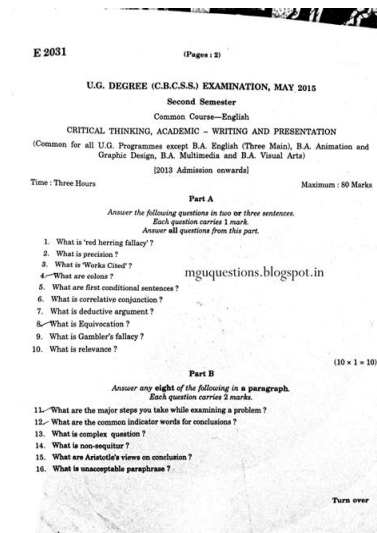 E 2031
(Pages : 2)
U.G. DEGREE (C.B.C.S.S.) EXAMINATION, MAY 2015
Second Semester
Common Course—English
CRITICAL THINKING, ACADEMIC – WRITING AND PRESENTATION
(Common for all U.G. Programmes except B.A. English (Three Main), B.A. Animation and
Graphic Design, B.A. Multimedia and B.A. Visual Arts)
[2013 Admission onwards]
Time : Three Hours
Maximum : 80 Marks
Part A
Answer the following questions in two or three sentences.
Each question carries 1 mark.
Answer all questions from this part.
1. What is 'red herring fallacy' ?
2. What is precision ?
3. What is 'Works Cited' ?
4. What are colons ?
mguquestions.blogspot.in
5. What are first conditional sentences ?
6. What is correlative conjunction ?
7. What is deductive argument ?
8. What is Equivocation ?
9. What is Gambler's fallacy ?
10. What is relevance ?
(10 × 1 = 10)
Part B
Answer any eight of the following in a paragraph.
Each question carries 2 marks.
11. What are the major steps you take while examining a problem ?
12. What are the common indicator words for conclusions ?
13. What is complex question ?
14. What is non-sequitur ?
15. What are Aristotle's views on conclusion ?
16. What is unacceptable paraphrase ?
Turn over